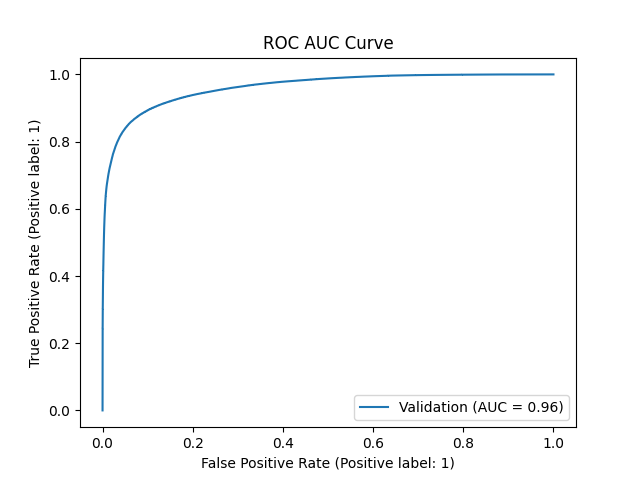 ROC AUC Curve
True Positive Rate (Positive label: 1)
1.0
0.8
0.6
0.4
0.2
0.0
Validation (AUC = 0.96)
0.0 0.2 0.4 0.6 0.8 1.0
False Positive Rate (Positive label: 1)